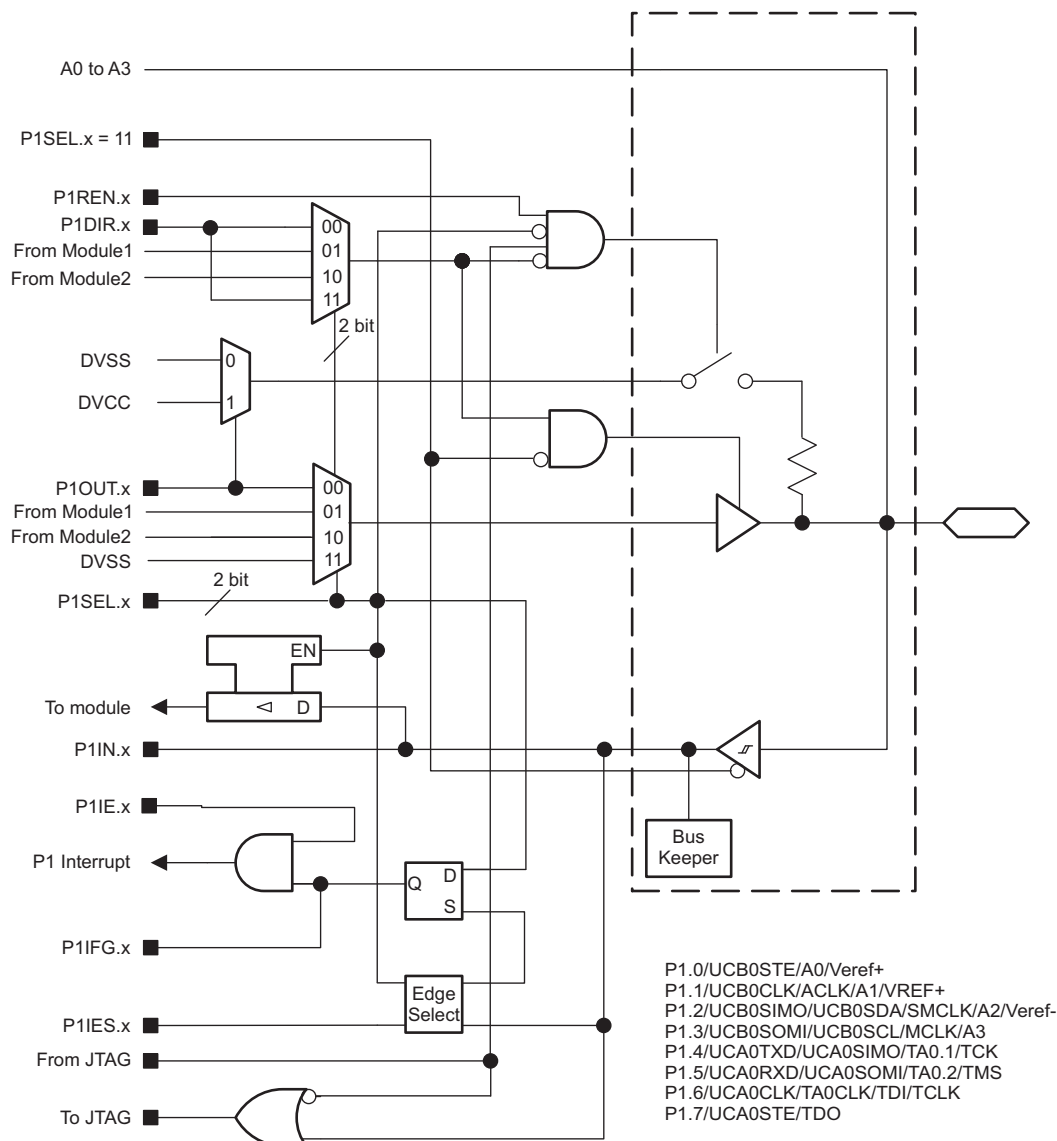 A0 to A3
P1SEL.x = 11
P1REN.x
P1DIR.x
From Module1
From Module2
00
01
10
11
2 bit
DVSS
DVCC
0
1
P1OUT.x
From Module1
From Module2
DVSS
00
01
10
11
2 bit
P1SEL.x
EN
D
To module
P1IN.x
P1IE.x
P1 Interrupt
Q
D
S
Bus
Keeper
P1IFG.x
Edge
Select
P1IES.x
From JTAG
To JTAG
P1.0/UCB0STE/A0/Veref+
P1.1/UCB0CLK/ACLK/A1/VREF+
P1.2/UCB0SIMO/UCB0SDA/SMCLK/A2/Veref-
P1.3/UCB0SOMI/UCB0SCL/MCLK/A3
P1.4/UCA0TXD/UCA0SIMO/TA0.1/TCK
P1.5/UCA0RXD/UCA0SOMI/TA0.2/TMS
P1.6/UCA0CLK/TA0CLK/TDI/TCLK
P1.7/UCA0STE/TDO